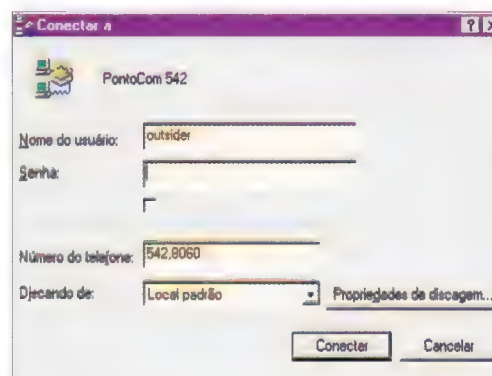 Conectar a
PontoCom 542
Nome do usuário: outsider
Senha:
Número do telefone: 542,8060
Discando de: Local padrão Propriedades de discagem...
Conectar Cancelar